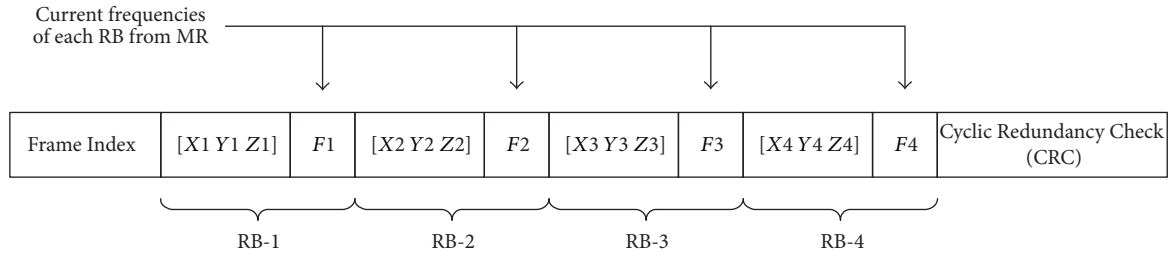 Current frequencies
of each RB from MR
Frame Index [X1 Y1 Z1] F1 [X2 Y2 Z2] F2 [X3 Y3 Z3] F3 [X4 Y4 Z4] F4 Cyclic Redundancy Check
(CRC)
RB-1 RB-2 RB-3 RB-4